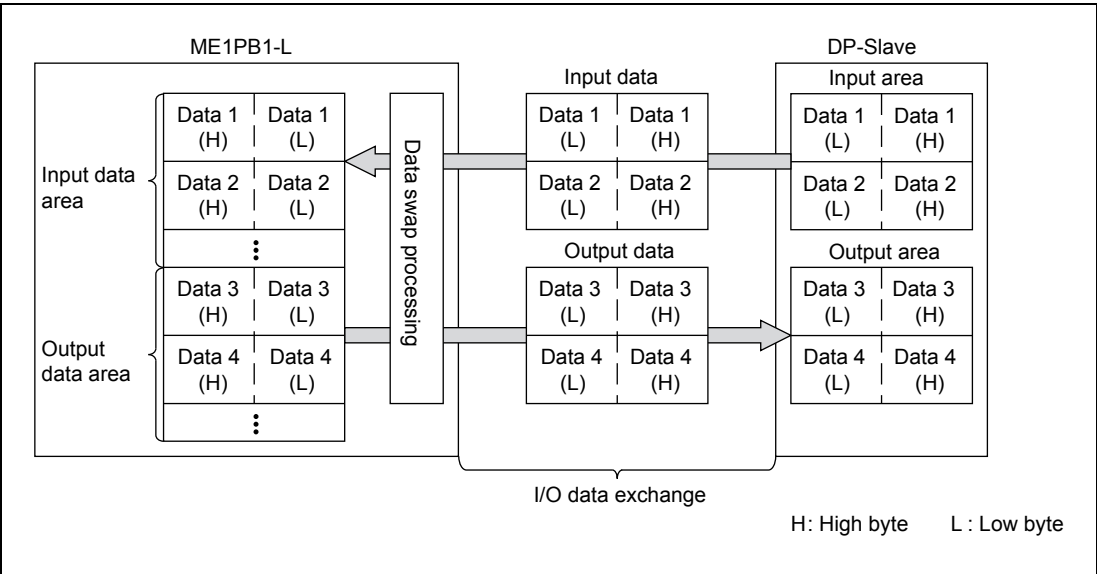 ME1PB1-L
DP-Slave
Input data
Input area
Data 1 Data 1 Data 1 Data 1 Data 1 Data 1
(H) (L) (L) (H) (L) (H)
Input data
area
Data 2 Data 2 Data 2 Data 2 Data 2 Data 2
(H) (L) (L) (H) (L) (H)
Data swap processing
Output data
Output area
Data 3 Data 3 Data 3 Data 3 Data 3 Data 3
(H) (L) (L) (H) (L) (H)
Output
data area
Data 4 Data 4 Data 4 Data 4 Data 4 Data 4
(H) (L) (L) (H) (L) (H)
I/O data exchange
H: High byte L : Low byte